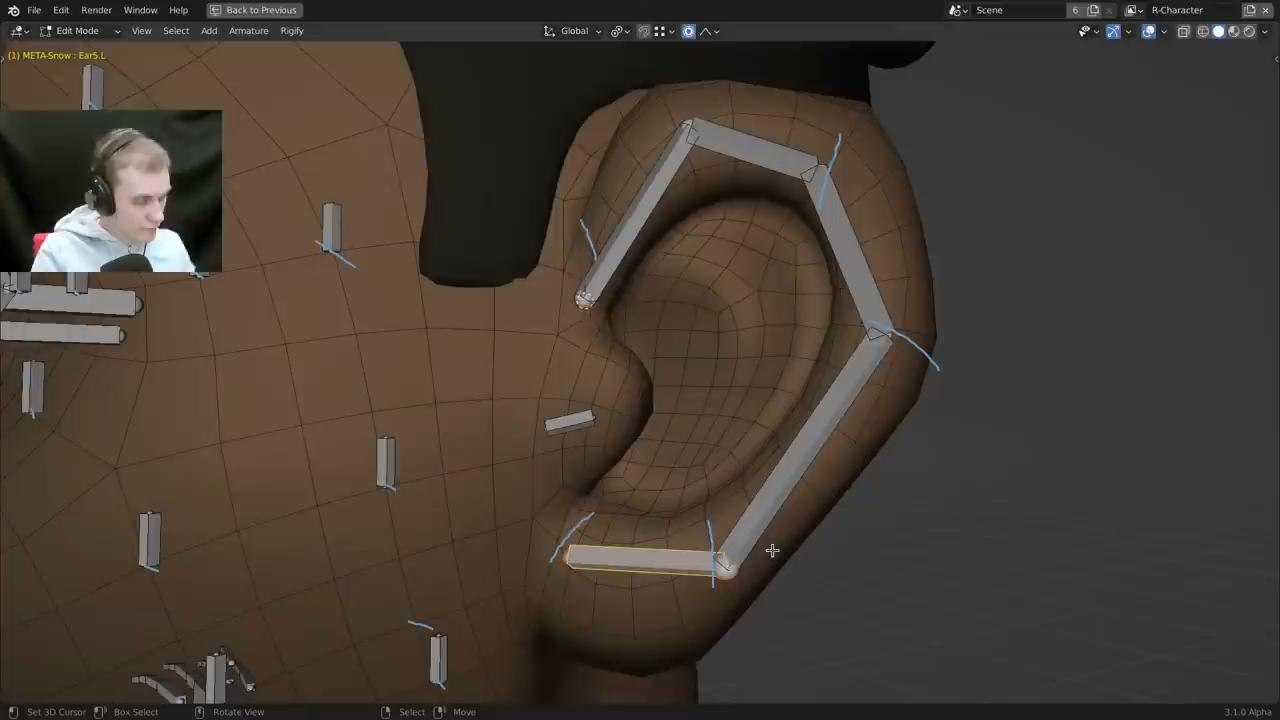 File Edit Render Window Help Back to Previous Scene 6 R-Character
Edit Mode View Select Add Armature Rigify Global
(1) META-Snow : Ear5.L
Set 3D Cursor Box Select Rotate View Select Move 3.1.0 Alpha